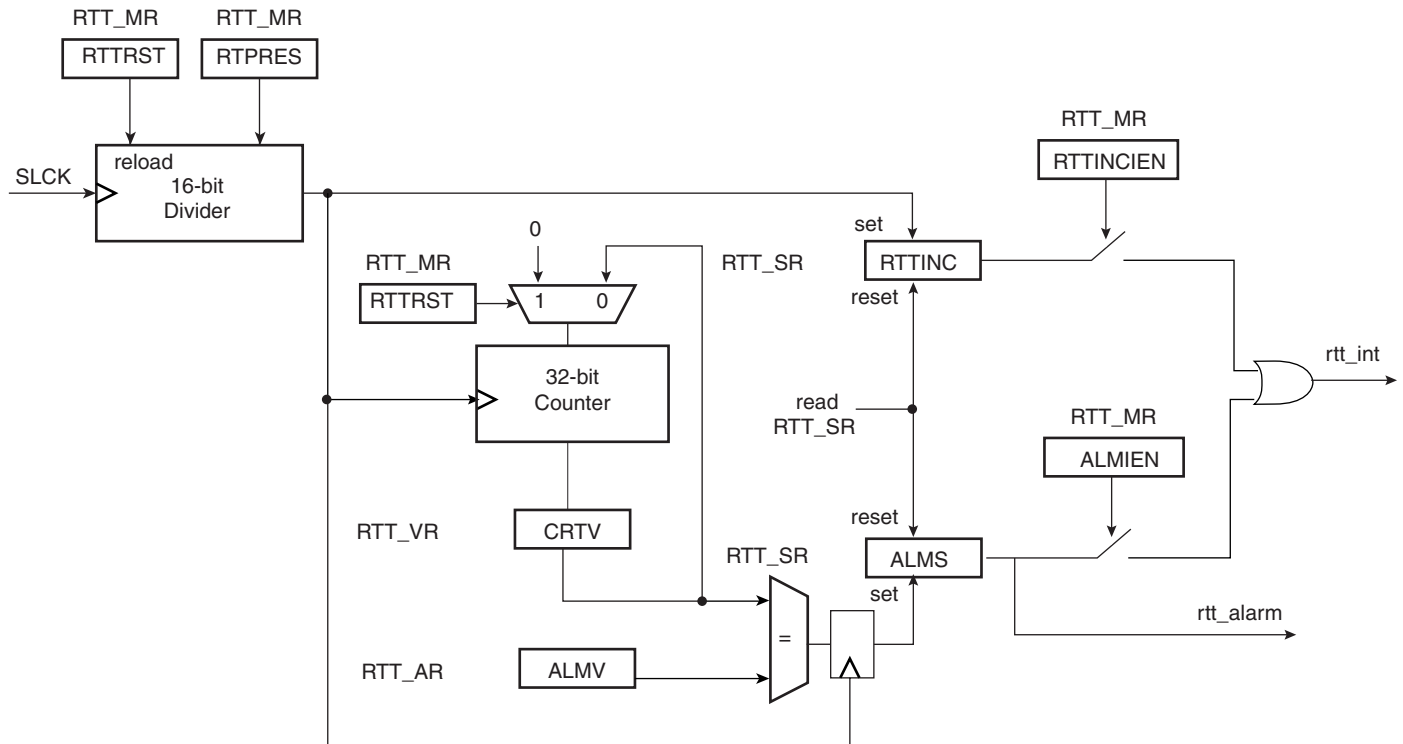 RTT_MR
RTT_MR
RTTRST
RTPRES
reload
16-bit
Divider
SLCK
RTT_MR
RTTINCIEN
0
set
RTT_MR
RTT_SR
RTTINC
RTTRST
1
0
reset
32-bit
Counter
rtt_int
read
RTT_SR
RTT_MR
ALMIEN
reset
RTT_VR
CRTV
RTT_SR
ALMS
set
rtt_alarm
=
RTT_AR
ALMV